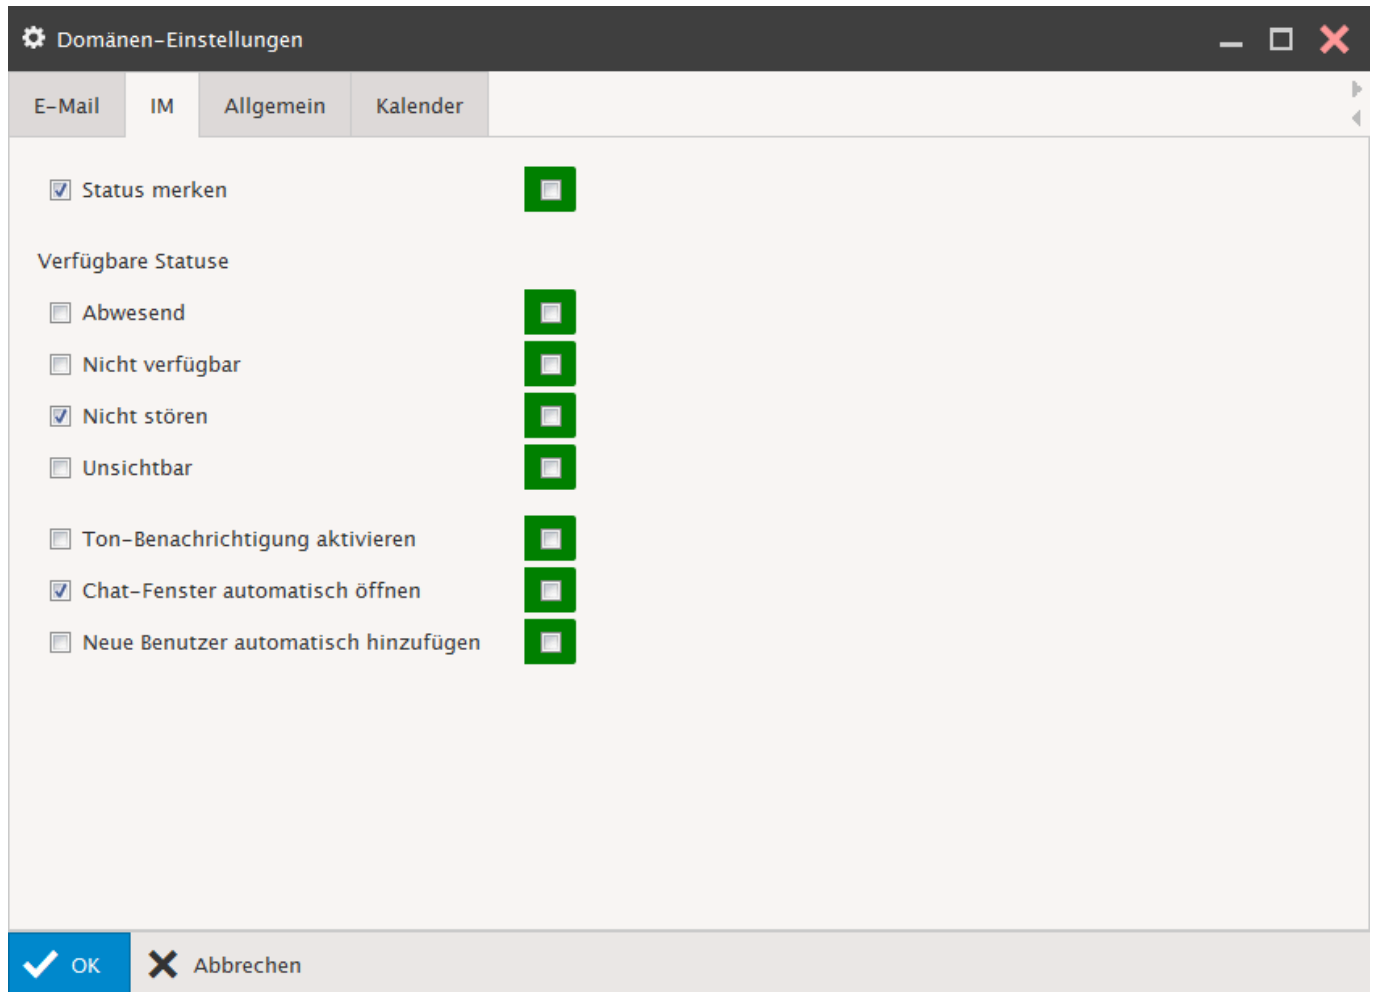 Domänen-Einstellungen
E-Mail IM Allgemein Kalender
Status merken
Verfügbare Statuse
Abwesend
Nicht verfügbar
Nicht stören
Unsichtbar
Ton-Benachrichtigung aktivieren
Chat-Fenster automatisch öffnen
Neue Benutzer automatisch hinzufügen
OK Abbrechen